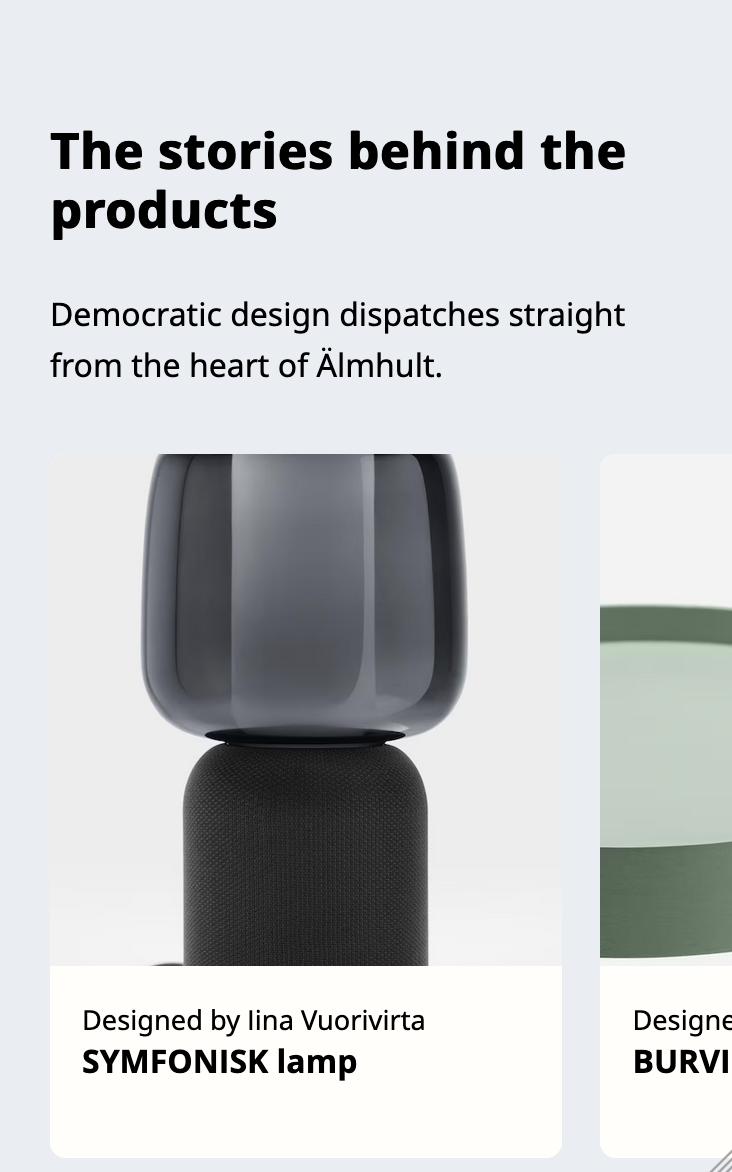 The stories behind the
products
Democratic design dispatches straight
from the heart of Älmhult.
Designed by Iina Vuorivirta
SYMFONISK lamp
Designe
BURVI